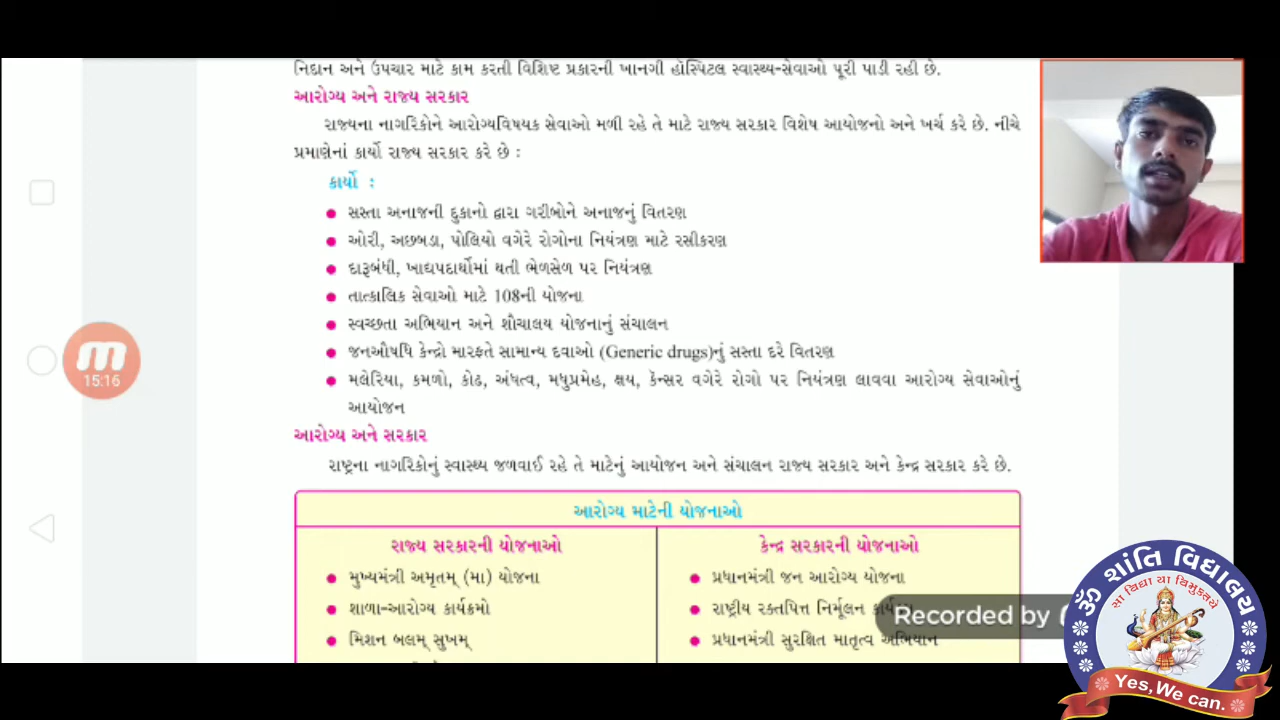 નિદાન અને ઉપચાર માટે કામ કરતી વિશિષ્ટ પ્રકારની ખાનગી હૉસ્પિટલ સ્વાસ્થ્ય-સેવાઓ પૂરી પાડી રહી છે.
આરોગ્ય અને રાજ્ય સરકાર
રાજ્યના નાગરિકોને આરોગ્યવિષયક સેવાઓ મળી રહે તે માટે રાજ્ય સરકાર વિશેષ આયોજનો અને ખર્ચ કરે છે. નીચે
પ્રમાણેનાં કાર્યો રાજ્ય સરકાર કરે છે :
કાર્યો :
● સસ્તા અનાજની દુકાનો દ્વારા ગરીબોને અનાજનું વિતરણ
● ઓરી, અછબડા, પોલિયો વગેરે રોગોના નિયંત્રણ માટે રસીકરણ
● દારૂબંધી, ખાદ્યપદાર્થોમાં થતી ભેળસેળ પર નિયંત્રણ
● તાત્કાલિક સેવાઓ માટે 108ની યોજના
● સ્વચ્છતા અભિયાન અને શૌચાલય યોજનાનું સંચાલન
● જનઔષધિ કેન્દ્રો મારફતે સામાન્ય દવાઓ (Generic drugs)નું સસ્તા દરે વિતરણ
● મલેરિયા, કમળો, કોઢ, અંધત્વ, મધુપ્રમેહ, ક્ષય, કૅન્સર વગેરે રોગો પર નિયંત્રણ લાવવા આરોગ્ય સેવાઓનું
આયોજન
આરોગ્ય અને સરકાર
રાષ્ટ્રના નાગરિકોનું સ્વાસ્થ્ય જળવાઈ રહે તે માટેનું આયોજન અને સંચાલન રાજ્ય સરકાર અને કેન્દ્ર સરકાર કરે છે.
આરોગ્ય માટેની યોજનાઓ
રાજ્ય સરકારની યોજનાઓ
● મુખ્યમંત્રી અમૃતમ્ (મા) યોજના
● શાળા-આરોગ્ય કાર્યક્રમો
● મિશન બલમ્ સુખમ્
કેન્દ્ર સરકારની યોજનાઓ
● પ્રધાનમંત્રી જન આરોગ્ય યોજના
● રાષ્ટ્રીય રક્તપિત્ત નિર્મૂલન
● પ્રધાનમંત્રી સુરક્ષિત માતૃત્વ અભિયાન
15:16
Recorded by
ૐ શાંતિ વિદ્યાલય
સા વિદ્યા યા વિમુક્તયે
Yes, We can.